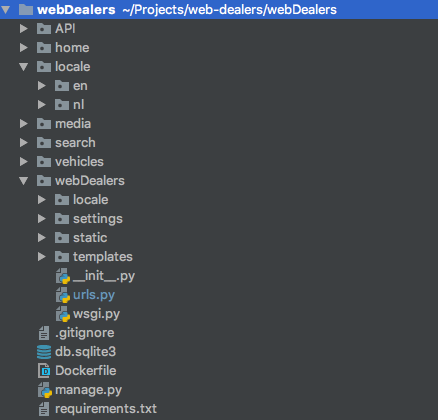 webDealers ~/Projects/web-dealers/webDealers
API
home
locale
en
nl
media
search
vehicles
webDealers
locale
settings
static
templates
__init__.py
urls.py
wsgi.py
.gitignore
db.sqlite3
Dockerfile
manage.py
requirements.txt